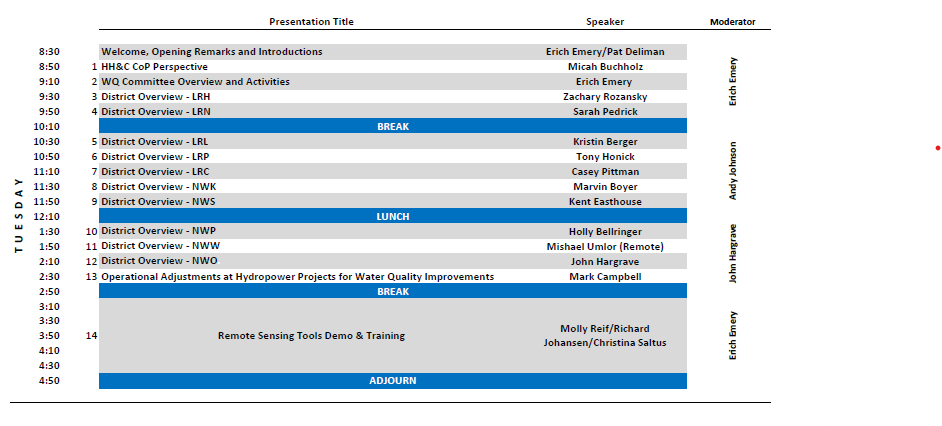 Presentation Title Speaker Moderator
8:30 Welcome, Opening Remarks and Introductions Erich Emery/Pat Deliman
8:50 1 HH&C CoP Perspective Micah Buchholz
9:10 2 WQ Committee Overview and Activities Erich Emery
9:30 3 District Overview - LRH Zachary Rozansky
9:50 4 District Overview - LRN Sarah Pedrick
Erich Emery
10:10 BREAK
10:30 5 District Overview - LRL Kristin Berger
10:50 6 District Overview - LRP Tony Honick
11:10 7 District Overview - LRC Casey Pittman
11:30 8 District Overview - NWK Marvin Boyer
11:50 9 District Overview - NWS Kent Easthouse
Andy Johnson
TUESDAY
12:10 LUNCH
1:30 10 District Overview - NWP Holly Bellringer
1:50 11 District Overview - NWW Mishael Umlor (Remote)
2:10 12 District Overview - NWO John Hargrave
2:30 13 Operational Adjustments at Hydropower Projects for Water Quality Improvements Mark Campbell
John Hargrave
2:50 BREAK
3:10
3:30
3:50 14 Remote Sensing Tools Demo & Training Molly Reif/Richard
Johansen/Christina Saltus
4:10
4:30
Erich Emery
4:50 ADJOURN